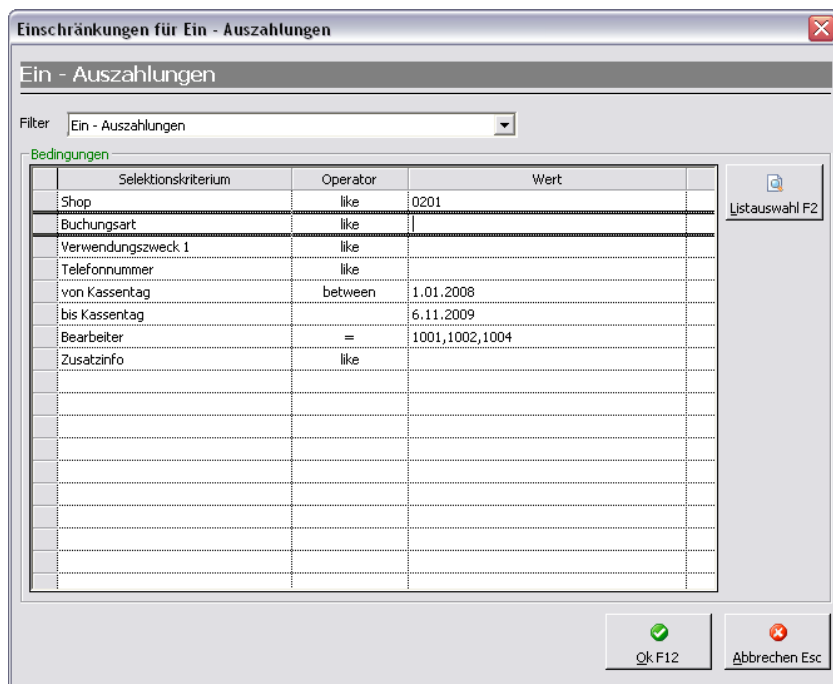 Einschränkungen für Ein - Auszahlungen
Ein - Auszahlungen
Filter Ein - Auszahlungen
Bedingungen
Selektionskriterium Operator Wert
Shop like 0201
Buchungsart like
Verwendungszweck 1 like
Telefonnummer like
von Kassentag between 1.01.2008
bis Kassentag 6.11.2009
Bearbeiter = 1001,1002,1004
Zusatzinfo like
Listauswahl F2
Ok F12 Abbrechen Esc